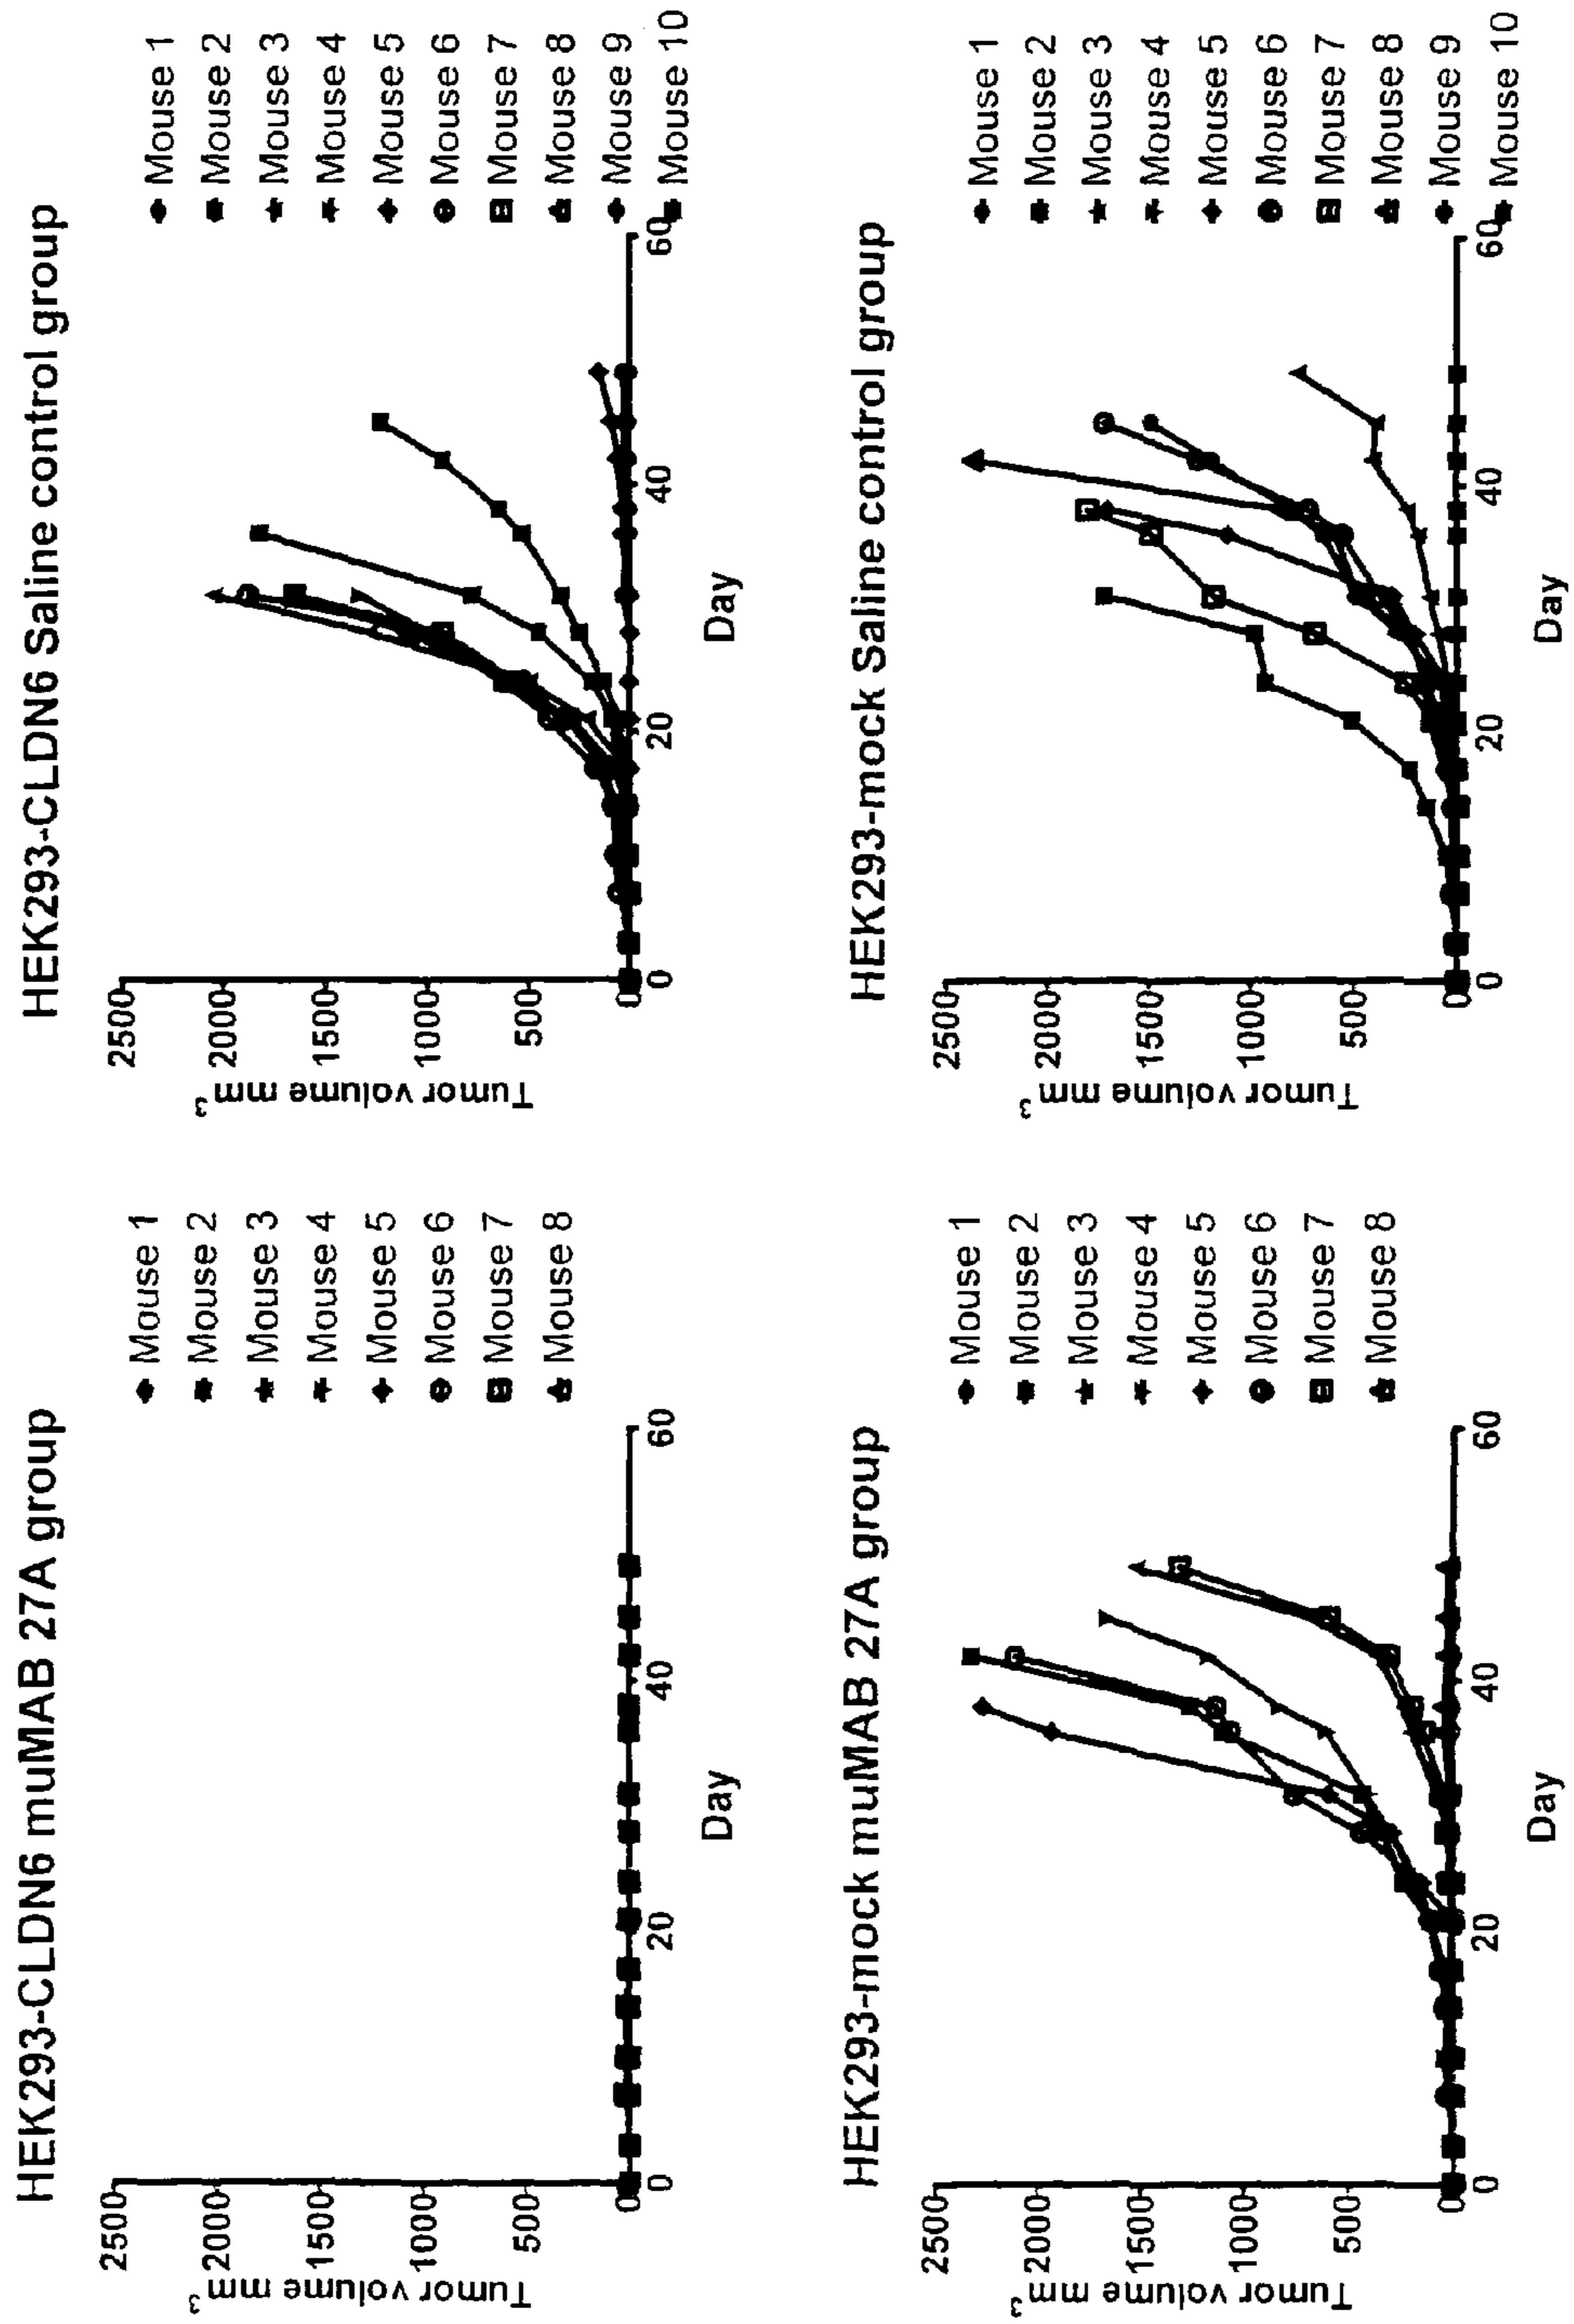 HEK293-CLDN6 muMAB 27A group
2500
2000
1500
1000
500
0
Tumor volume mm³
0
20
40
60
Day
Mouse 1
Mouse 2
Mouse 3
Mouse 4
Mouse 5
Mouse 6
Mouse 7
Mouse 8
HEK293-CLDN6 Saline control group
2500
2000
1500
1000
500
0
Tumor volume mm³
0
20
40
60
Day
Mouse 1
Mouse 2
Mouse 3
Mouse 4
Mouse 5
Mouse 6
Mouse 7
Mouse 8
Mouse 9
Mouse 10
HEK293-mock muMAB 27A group
2500
2000
1500
1000
500
0
Tumor volume mm³
0
20
40
60
Day
Mouse 1
Mouse 2
Mouse 3
Mouse 4
Mouse 5
Mouse 6
Mouse 7
Mouse 8
HEK293-mock Saline control group
2500
2000
1500
1000
500
0
Tumor volume mm³
0
20
40
60
Day
Mouse 1
Mouse 2
Mouse 3
Mouse 4
Mouse 5
Mouse 6
Mouse 7
Mouse 8
Mouse 9
Mouse 10